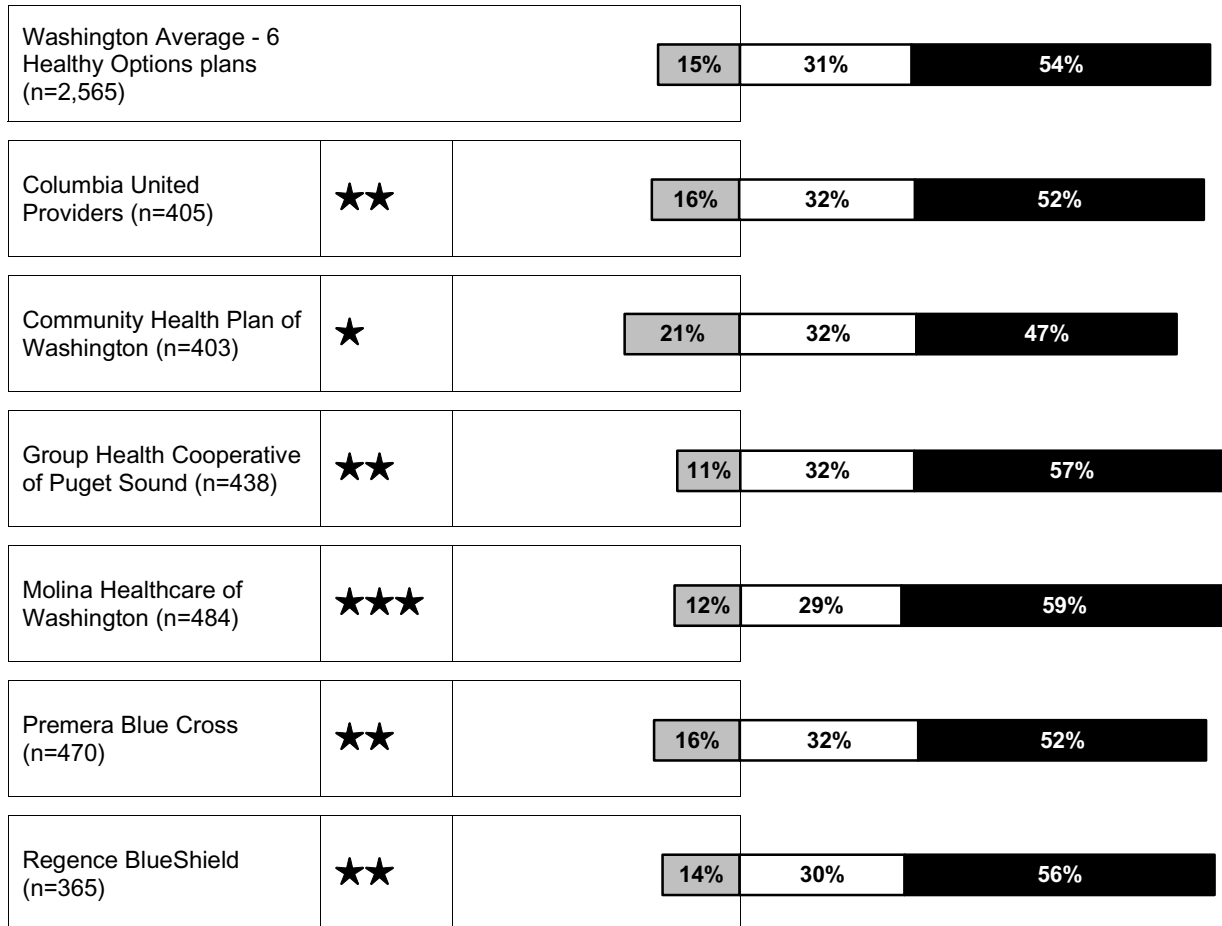 Washington Average - 6
Healthy Options plans
(n=2,565)
15% 31% 54%
Columbia United
Providers (n=405)
★★
16% 32% 52%
Community Health Plan of
Washington (n=403)
★
21% 32% 47%
Group Health Cooperative
of Puget Sound (n=438)
★★
11% 32% 57%
Molina Healthcare of
Washington (n=484)
★★★
12% 29% 59%
Premera Blue Cross
(n=470)
★★
16% 32% 52%
Regence BlueShield
(n=365)
★★
14% 30% 56%